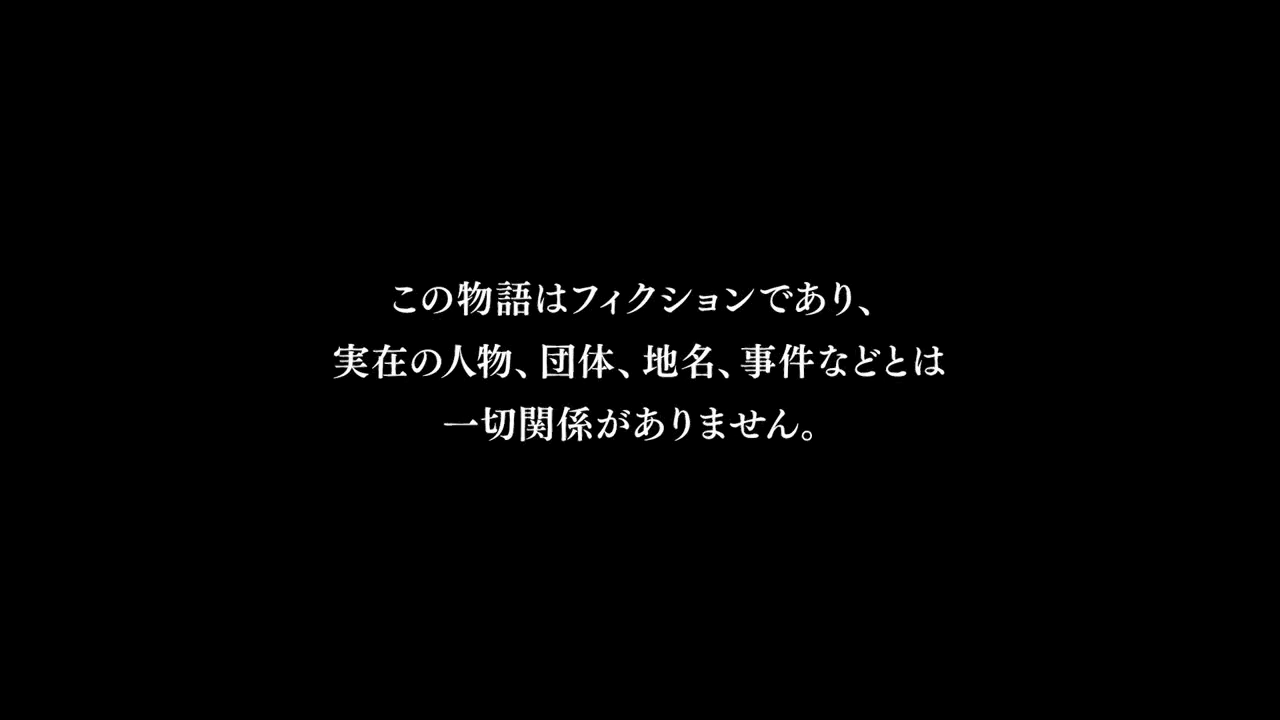 この物語はフィクションであり、
実在の人物、団体、地名、事件などとは
一切関係がありません。